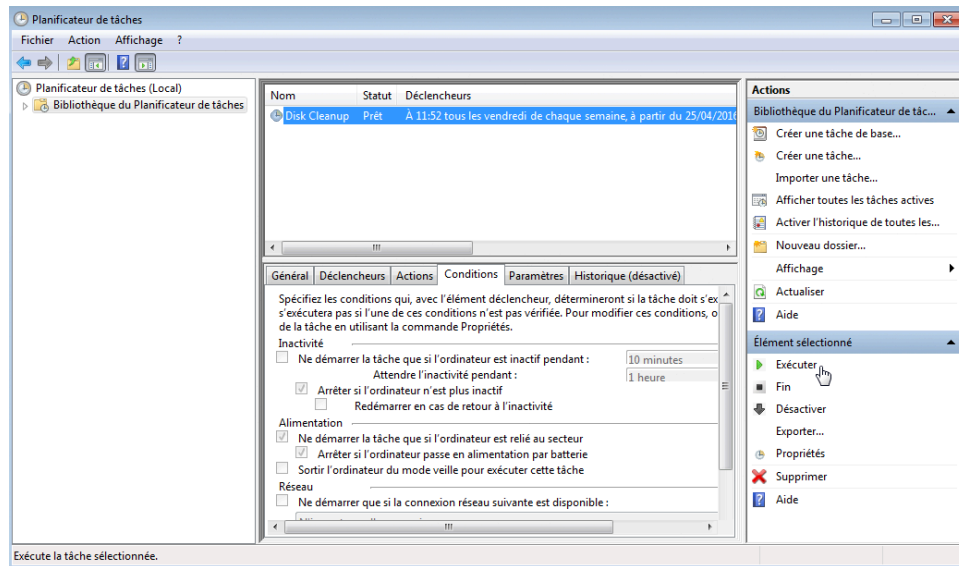 Planificateur de tâches
Fichier Action Affichage ?
Planificateur de tâches (Local)
Bibliothèque du Planificateur de tâches
Nom Statut Déclencheurs
Disk Cleanup Prêt À 11:52 tous les vendredi de chaque semaine, à partir du 25/04/2016
Général Déclencheurs Actions Conditions Paramètres Historique (désactivé)
Spécifiez les conditions qui, avec l'élément déclencheur, détermineront si la tâche doit s'ex
s'exécutera pas si l'une de ces conditions n'est pas vérifiée. Pour modifier ces conditions, o
de la tâche en utilisant la commande Propriétés.
Inactivité
Ne démarrer la tâche que si l'ordinateur est inactif pendant : 10 minutes
Attendre l'inactivité pendant : 1 heure
Arrêter si l'ordinateur n'est plus inactif
Redémarrer en cas de retour à l'inactivité
Alimentation
Ne démarrer la tâche que si l'ordinateur est relié au secteur
Arrêter si l'ordinateur passe en alimentation par batterie
Sortir l'ordinateur du mode veille pour exécuter cette tâche
Réseau
Ne démarrer que si la connexion réseau suivante est disponible :
Actions
Bibliothèque du Planificateur de tâc...
Créer une tâche de base...
Créer une tâche...
Importer une tâche...
Afficher toutes les tâches actives
Activer l'historique de toutes les...
Nouveau dossier...
Affichage
Actualiser
Aide
Élément sélectionné
Exécuter
Fin
Désactiver
Exporter...
Propriétés
Supprimer
Aide
Exécute la tâche sélectionnée.